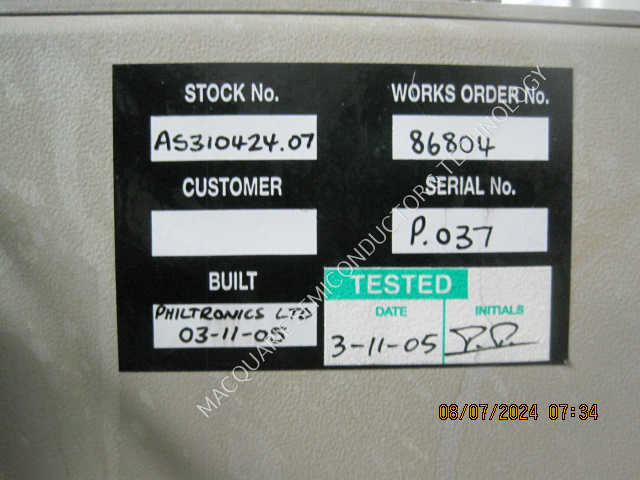 STOCK No.
WORKS ORDER No.
AS310424.07
86804
CUSTOMER
SERIAL No.
P.037
BUILT
TESTED
PHILTRONICS LTD
03-11-05
DATE
INITIALS
3-11-05
P.P.
MACQUARIE SEMICONDUCTORS TECHNOLOGY
08/07/2024 07:34